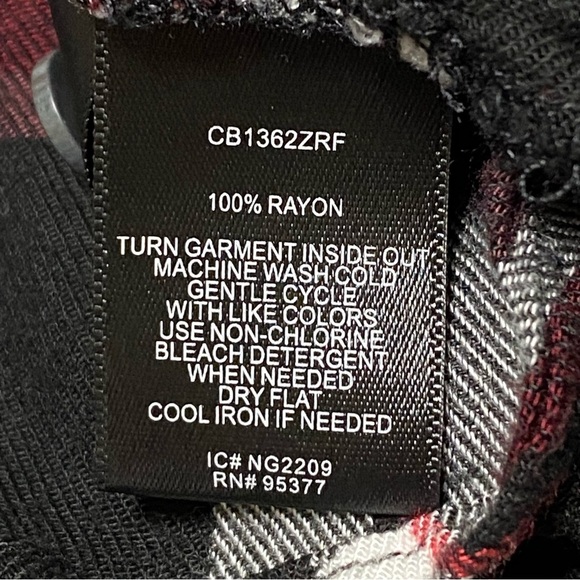 CB1362ZRF
100% RAYON
TURN GARMENT INSIDE OUT
MACHINE WASH COLD
GENTLE CYCLE
WITH LIKE COLORS
USE NON-CHLORINE
BLEACH DETERGENT
WHEN NEEDED
DRY FLAT
COOL IRON IF NEEDED
IC# NG2209
RN# 95377